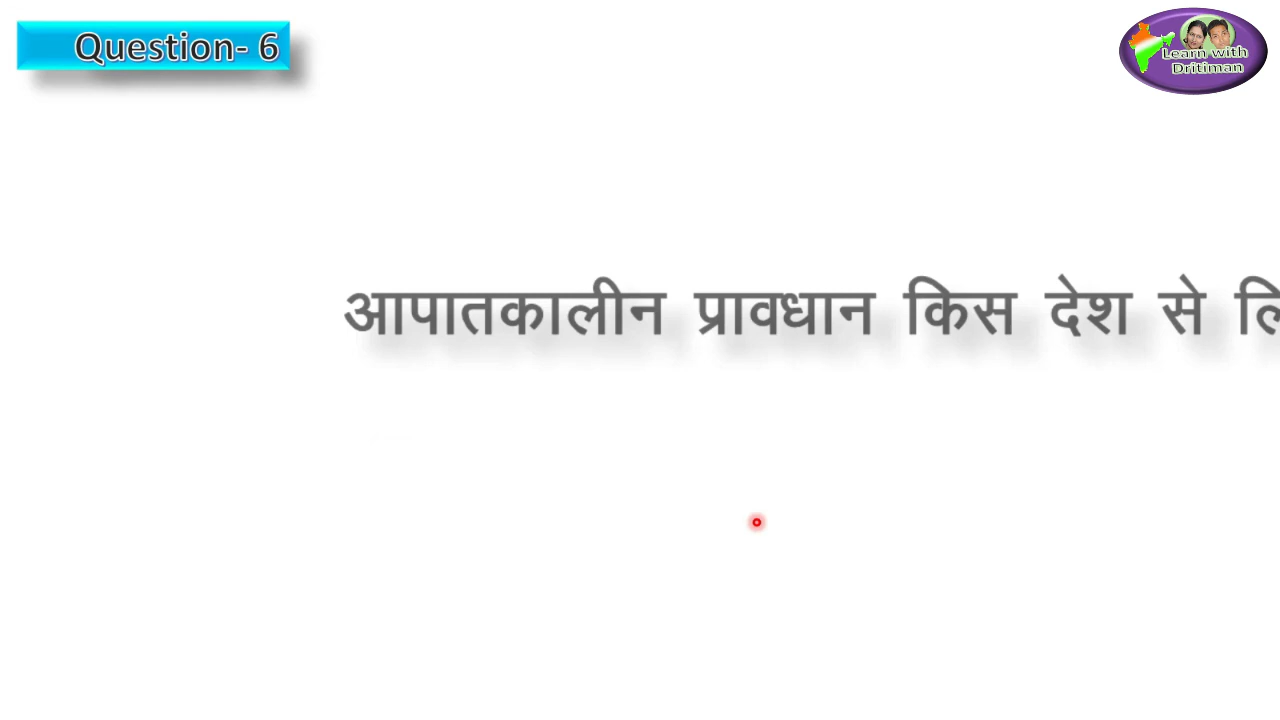 Question- 6
Learn with
Dritiman
आपातकालीन प्रावधान किस देश से